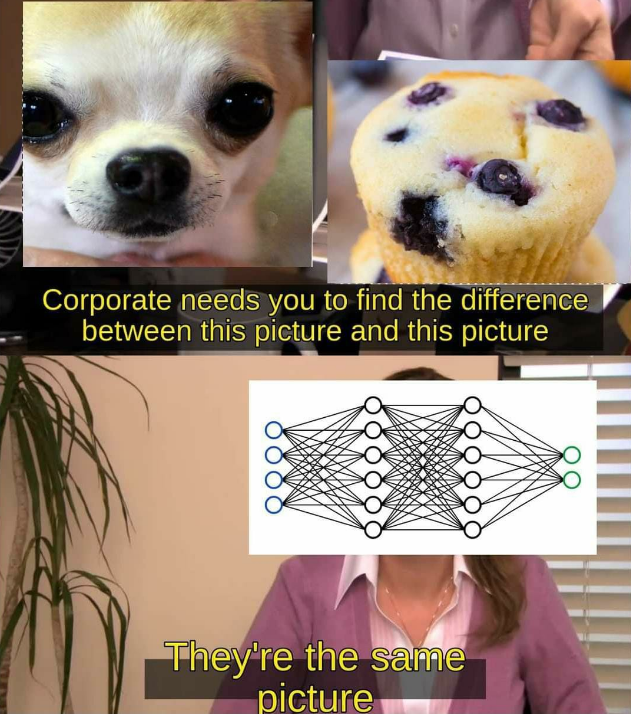 Corporate needs you to find the difference
between this picture and this picture
They're the same
picture